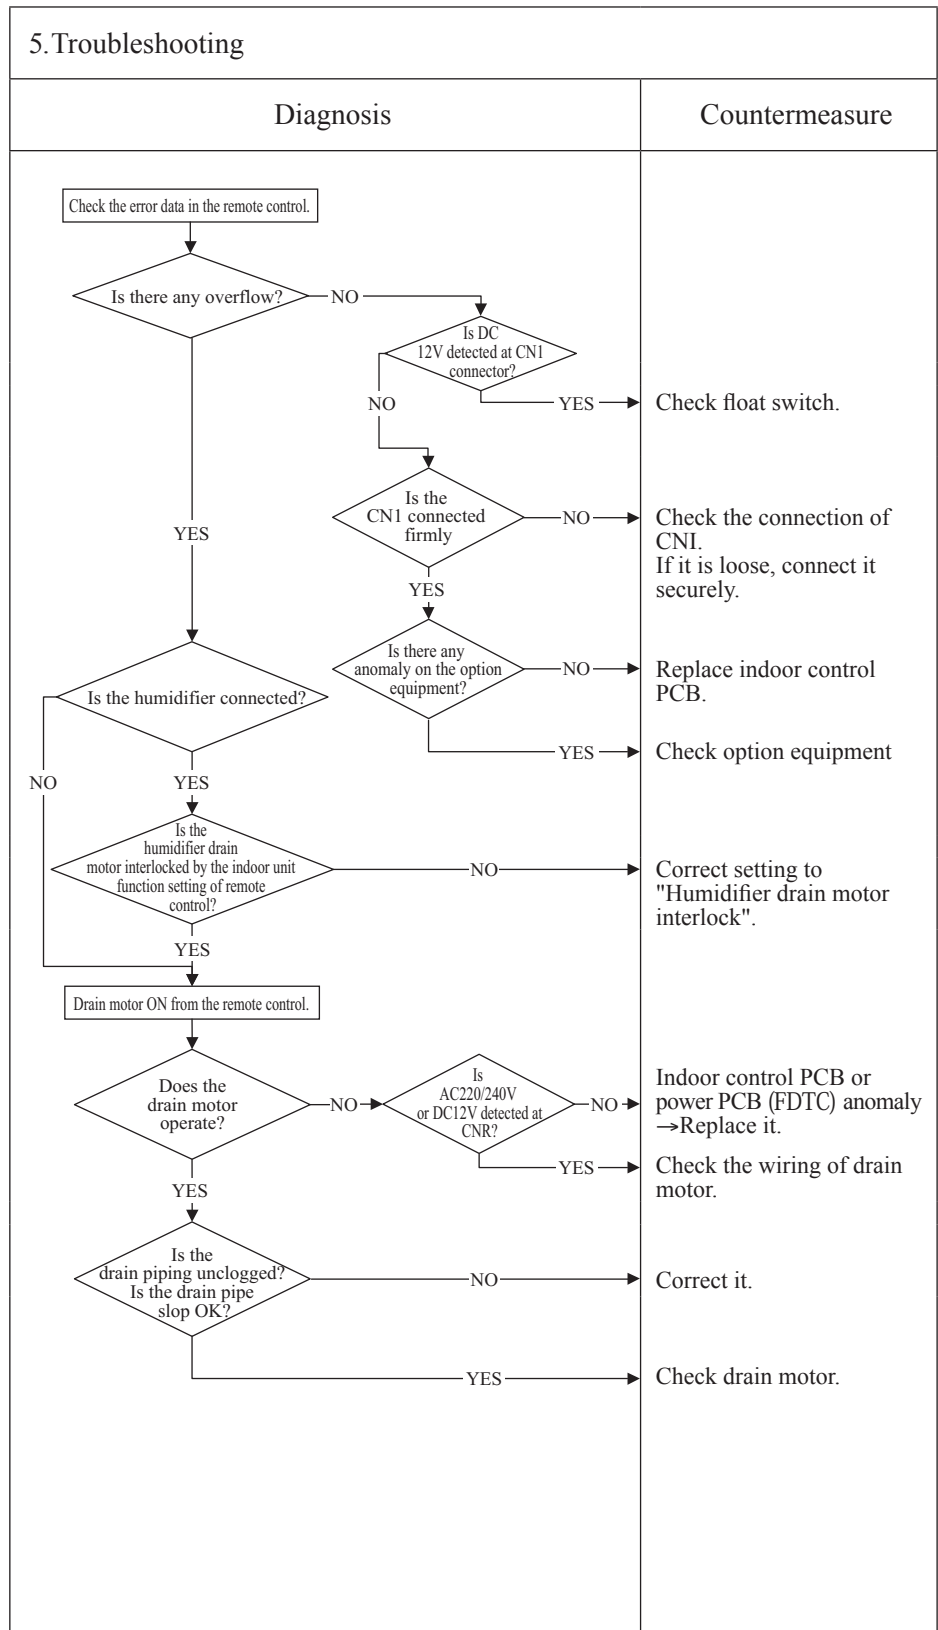 5.Troubleshooting
Diagnosis
Countermeasure
Check the error data in the remote control.
Is there any overflow?
NO
Is DC
12V detected at CN1
connector?
YES
Check float switch.
NO
Is the
CN1 connected
firmly
NO
Check the connection of
CNI.
If it is loose, connect it
securely.
YES
YES
Is there any
anomaly on the option
equipment?
NO
Replace indoor control
PCB.
YES
Check option equipment
Is the humidifier connected?
NO
YES
Is the
humidifier drain
motor interlocked by the indoor unit
function setting of remote
control?
NO
Correct setting to
"Humidifier drain motor
interlock".
YES
Drain motor ON from the remote control.
Does the
drain motor
operate?
NO
Is
AC220/240V
or DC12V detected at
CNR?
NO
Indoor control PCB or
power PCB (FDTC) anomaly
→Replace it.
YES
Check the wiring of drain
motor.
YES
Is the
drain piping unclogged?
Is the drain pipe
slop OK?
NO
Correct it.
YES
Check drain motor.